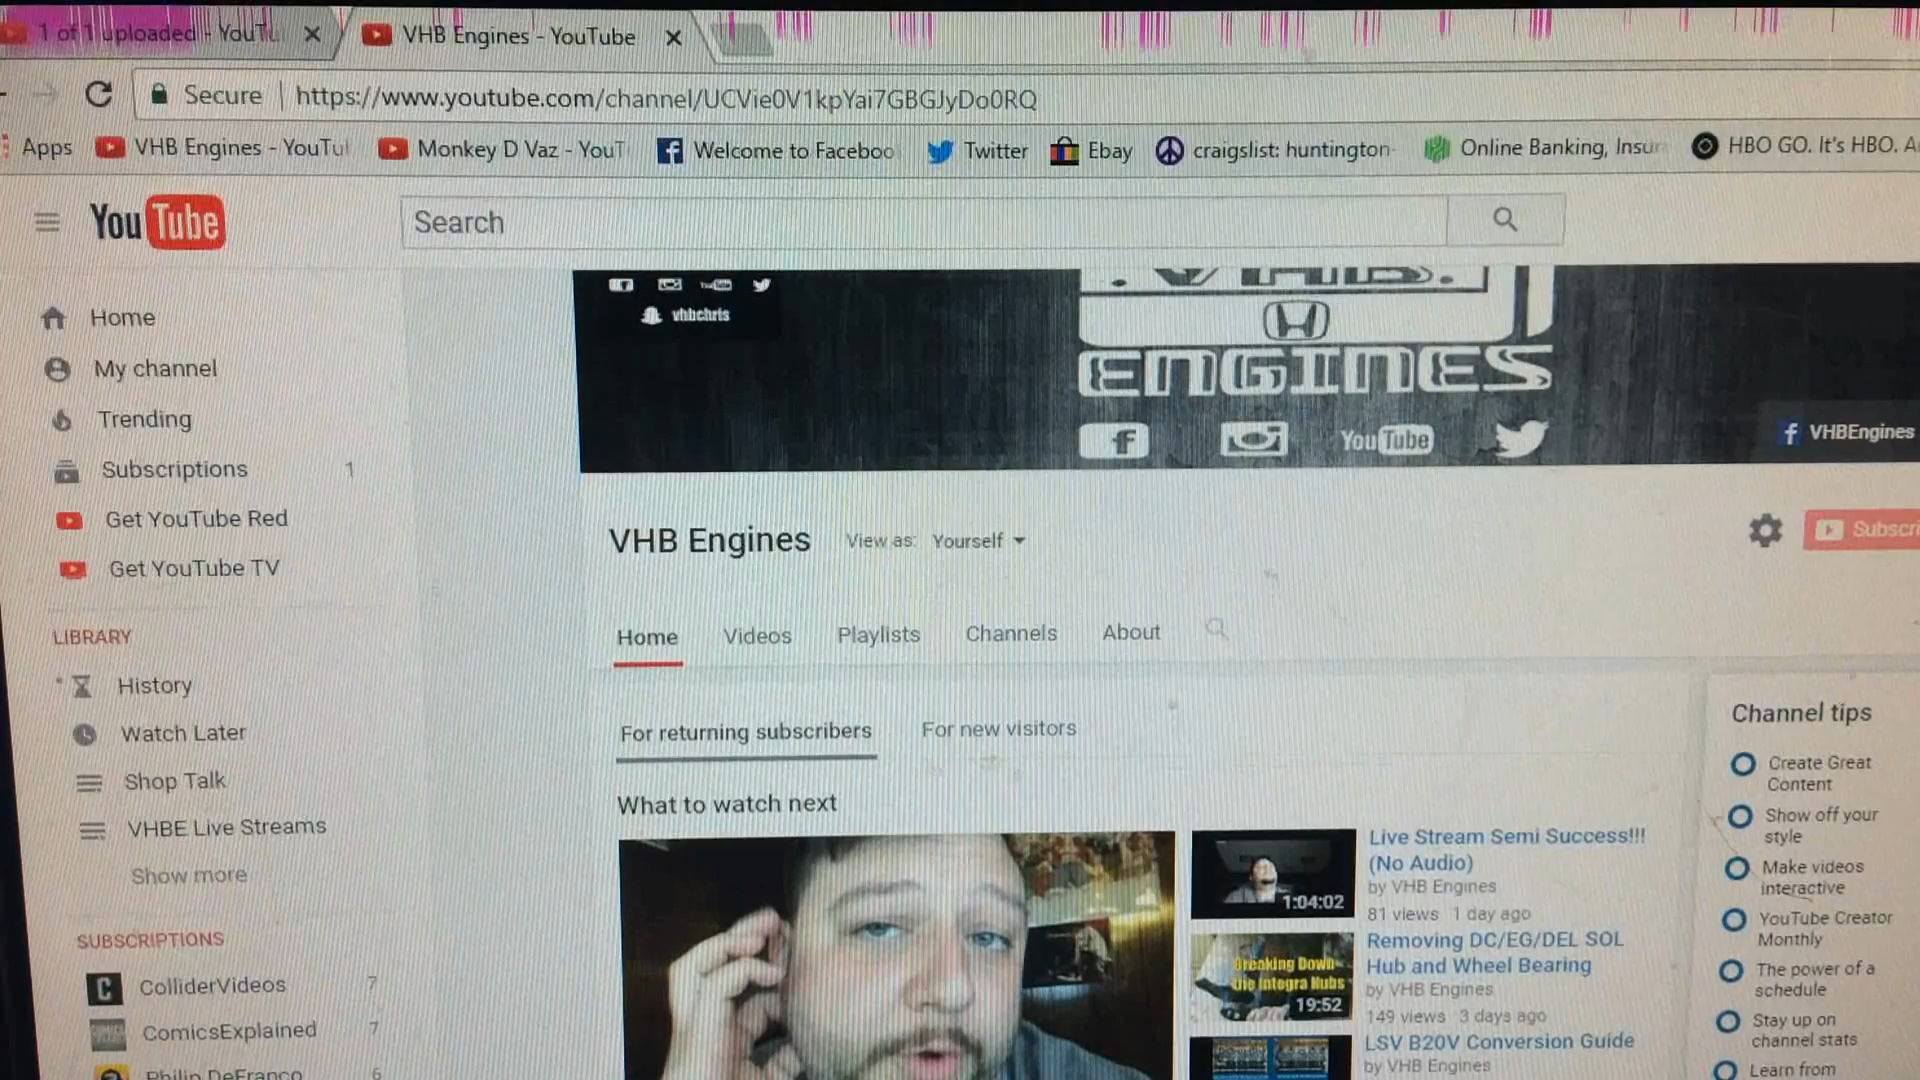 1 of 1 uploaded - YouTu
VHB Engines - YouTube
Secure
https://www.youtube.com/channel/UCVie0V1kpYai7GBGJyDo0RQ
Apps
VHB Engines - YouTul
Monkey D Vaz - YouT
Welcome to Faceboo
Twitter
Ebay
craigslist: huntington
Online Banking, Insur
HBO GO. It's HBO. A
YouTube
Search
vhbchris
.VHB.
ENGINES
YouTube
VHBEngines
Home
My channel
Trending
Subscriptions 1
Get YouTube Red
Get YouTube TV
LIBRARY
History
Watch Later
Shop Talk
VHBE Live Streams
Show more
SUBSCRIPTIONS
ColliderVideos 7
ComicsExplained 7
Philip DeFranco 6
VHB Engines
View as: Yourself
Subscri
Home
Videos
Playlists
Channels
About
For returning subscribers
For new visitors
What to watch next
Live Stream Semi Success!!!
(No Audio)
by VHB Engines
81 views 1 day ago
1:04:02
Removing DC/EG/DEL SOL
Hub and Wheel Bearing
by VHB Engines
149 views 3 days ago
Breaking Down
the Integra Hubs
19:52
LSV B20V Conversion Guide
by VHB Engines
Channel tips
Create Great
Content
Show off your
style
Make videos
interactive
YouTube Creator
Monthly
The power of a
schedule
Stay up on
channel stats
Learn from